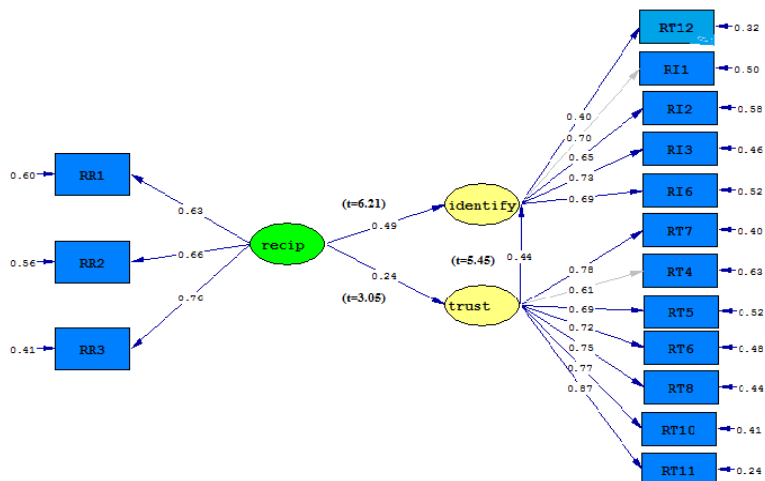 RT12
0.32
RI1
0.50
RI2
0.58
RI3
0.46
RI6
0.52
RT7
0.40
RT4
0.63
RT5
0.52
RT6
0.48
RT8
0.44
RT10
0.41
RT11
0.24
0.40
0.70
0.65
0.73
0.69
0.60
RR1
0.63
0.56
RR2
0.66
0.41
RR3
0.76
recip
(t=6.21)
0.49
identify
(t=5.45)
0.44
0.24
(t=3.05)
trust
0.78
0.61
0.69
0.72
0.75
0.77
0.87